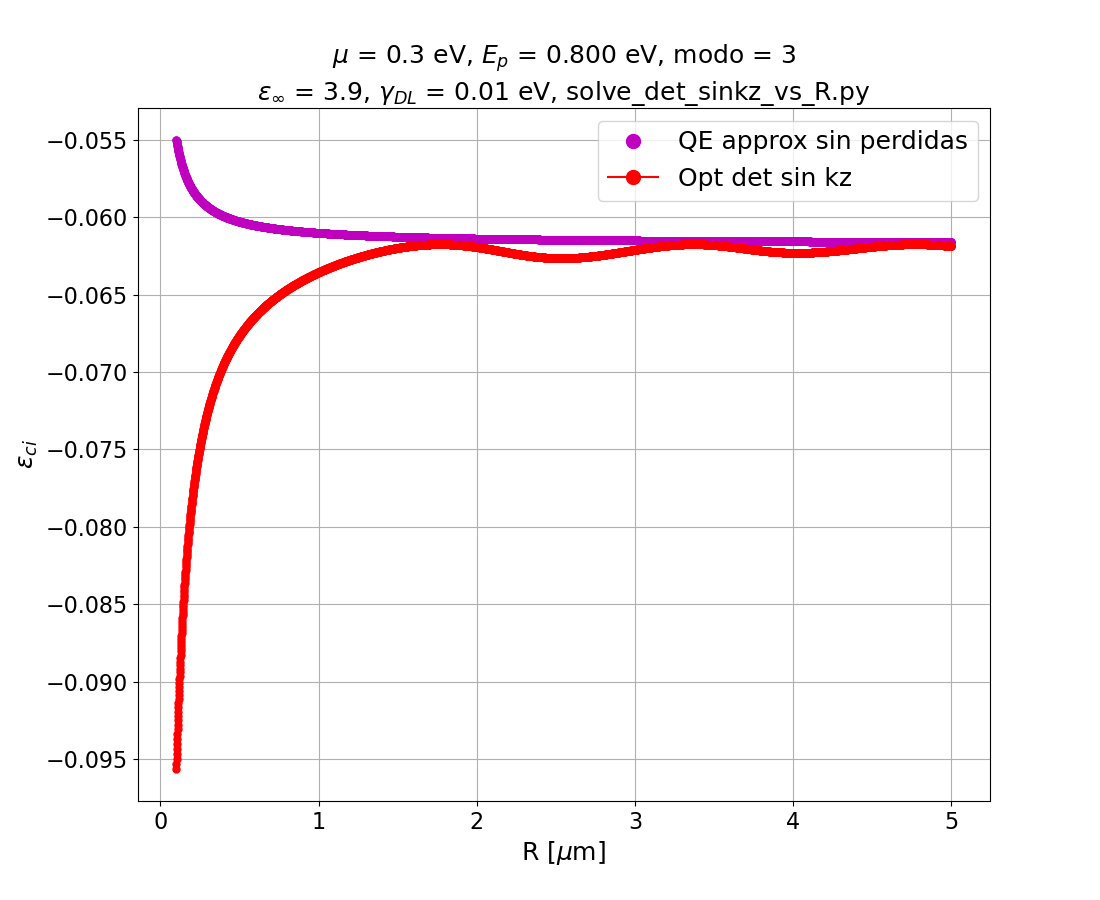 μ = 0.3 eV, E_p = 0.800 eV, modo = 3
ε_∞ = 3.9, γ_DL = 0.01 eV, solve_det_sinkz_vs_R.py
QE approx sin perdidas
Opt det sin kz
−0.055
−0.060
−0.065
−0.070
−0.075
−0.080
−0.085
−0.090
−0.095
ε_ci
0 1 2 3 4 5
R [μm]